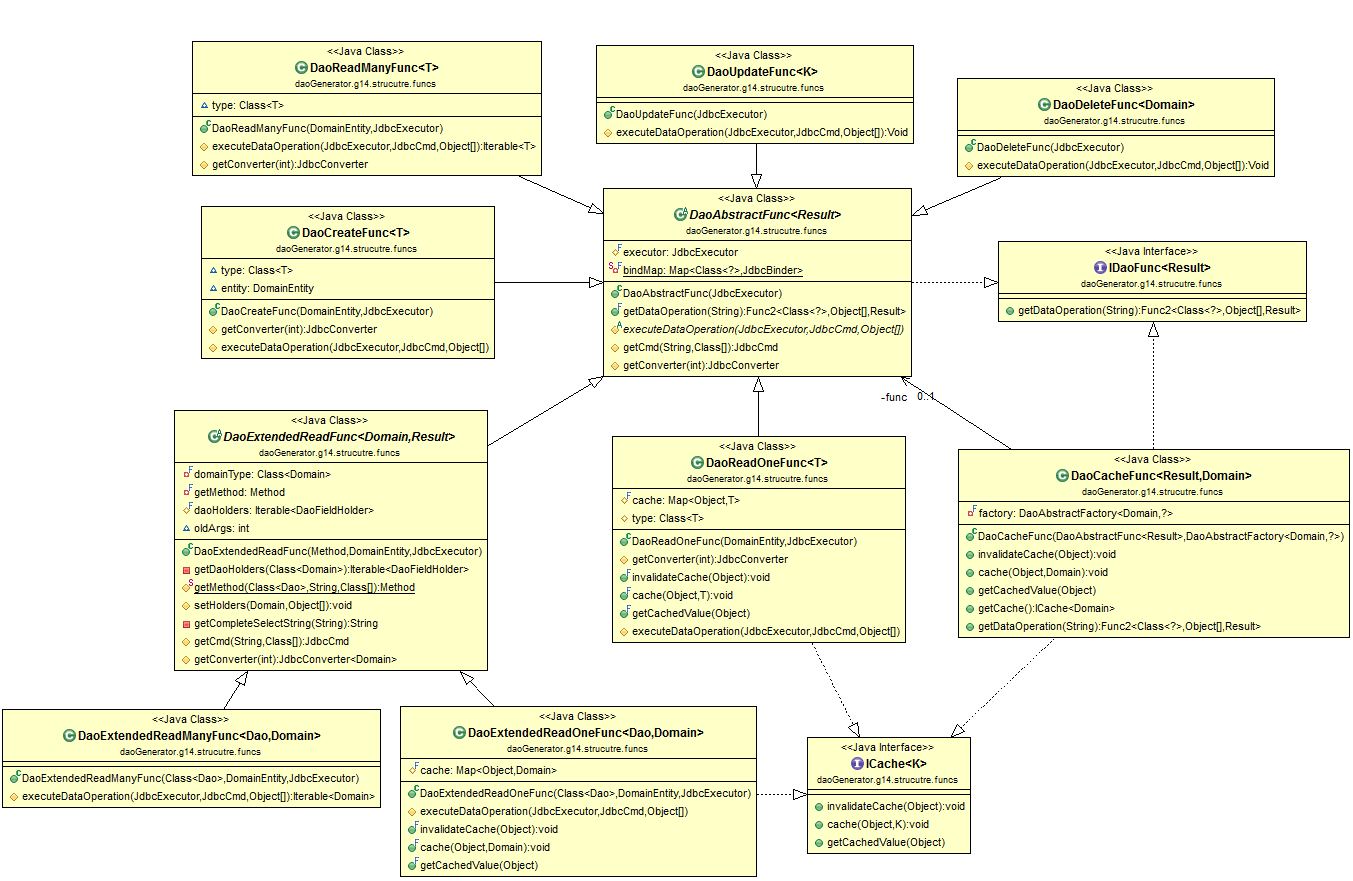 <<Java Class>>
DaoReadManyFunc<T>
daoGenerator.g14.strucutre.funcs
type: Class<T>
DaoReadManyFunc(DomainEntity,JdbcExecutor)
executeDataOperation(JdbcExecutor,JdbcCmd,Object[]):Iterable<T>
getConverter(int):JdbcConverter
<<Java Class>>
DaoUpdateFunc<K>
daoGenerator.g14.strucutre.funcs
DaoUpdateFunc(JdbcExecutor)
executeDataOperation(JdbcExecutor,JdbcCmd,Object[]):Void
<<Java Class>>
DaoDeleteFunc<Domain>
daoGenerator.g14.strucutre.funcs
DaoDeleteFunc(JdbcExecutor)
executeDataOperation(JdbcExecutor,JdbcCmd,Object[]):Void
<<Java Class>>
DaoCreateFunc<T>
daoGenerator.g14.strucutre.funcs
type: Class<T>
entity: DomainEntity
DaoCreateFunc(DomainEntity,JdbcExecutor)
getConverter(int):JdbcConverter
executeDataOperation(JdbcExecutor,JdbcCmd,Object[])
<<Java Class>>
DaoAbstractFunc<Result>
daoGenerator.g14.strucutre.funcs
executor: JdbcExecutor
bindMap: Map<Class<?>,JdbcBinder>
DaoAbstractFunc(JdbcExecutor)
getDataOperation(String):Func2<Class<?>,Object[],Result>
executeDataOperation(JdbcExecutor,JdbcCmd,Object[])
getCmd(String,Class[]):JdbcCmd
getConverter(int):JdbcConverter
<<Java Interface>>
IDaoFunc<Result>
daoGenerator.g14.strucutre.funcs
getDataOperation(String):Func2<Class<?>,Object[],Result>
-func 0..1
<<Java Class>>
DaoExtendedReadFunc<Domain,Result>
daoGenerator.g14.strucutre.funcs
domainType: Class<Domain>
getMethod: Method
daoHolders: Iterable<DaoFieldHolder>
oldArgs: int
DaoExtendedReadFunc(Method,DomainEntity,JdbcExecutor)
getDaoHolders(Class<Domain>):Iterable<DaoFieldHolder>
getMethod(Class<Dao>,String,Class[]):Method
setHolders(Domain,Object[]):void
getCompleteSelectString(String):String
getCmd(String,Class[]):JdbcCmd
getConverter(int):JdbcConverter<Domain>
<<Java Class>>
DaoReadOneFunc<T>
daoGenerator.g14.strucutre.funcs
cache: Map<Object,T>
type: Class<T>
DaoReadOneFunc(DomainEntity,JdbcExecutor)
getConverter(int):JdbcConverter
invalidateCache(Object):void
cache(Object,T):void
getCachedValue(Object)
executeDataOperation(JdbcExecutor,JdbcCmd,Object[])
<<Java Class>>
DaoCacheFunc<Result,Domain>
daoGenerator.g14.strucutre.funcs
factory: DaoAbstractFactory<Domain,?>
DaoCacheFunc(DaoAbstractFunc<Result>,DaoAbstractFactory<Domain,?>)
invalidateCache(Object):void
cache(Object,Domain):void
getCachedValue(Object)
getCache():ICache<Domain>
getDataOperation(String):Func2<Class<?>,Object[],Result>
<<Java Class>>
DaoExtendedReadManyFunc<Dao,Domain>
daoGenerator.g14.strucutre.funcs
DaoExtendedReadManyFunc(Class<Dao>,DomainEntity,JdbcExecutor)
executeDataOperation(JdbcExecutor,JdbcCmd,Object[]):Iterable<Domain>
<<Java Class>>
DaoExtendedReadOneFunc<Dao,Domain>
daoGenerator.g14.strucutre.funcs
cache: Map<Object,Domain>
DaoExtendedReadOneFunc(Class<Dao>,DomainEntity,JdbcExecutor)
executeDataOperation(JdbcExecutor,JdbcCmd,Object[])
invalidateCache(Object):void
cache(Object,Domain):void
getCachedValue(Object)
<<Java Interface>>
ICache<K>
daoGenerator.g14.strucutre.funcs
invalidateCache(Object):void
cache(Object,K):void
getCachedValue(Object)